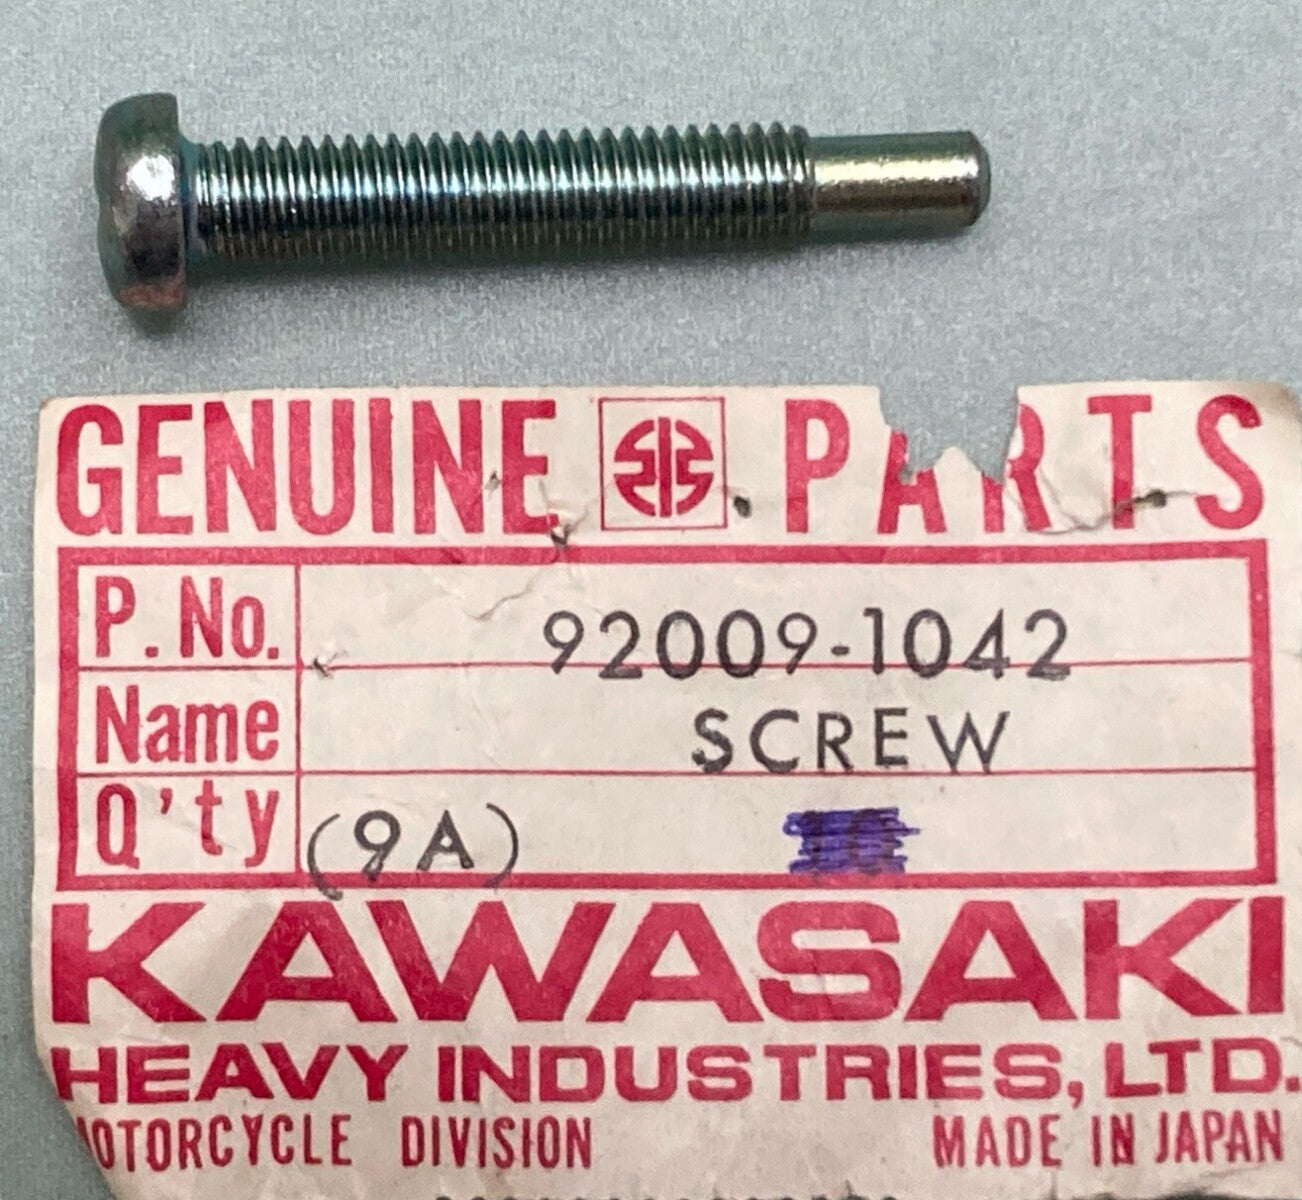 GENUINE PARTS
P. No. 92009-1042
Name SCREW
Q'ty (9A)
KAWASAKI
HEAVY INDUSTRIES, LTD.
MOTORCYCLE DIVISION MADE IN JAPAN